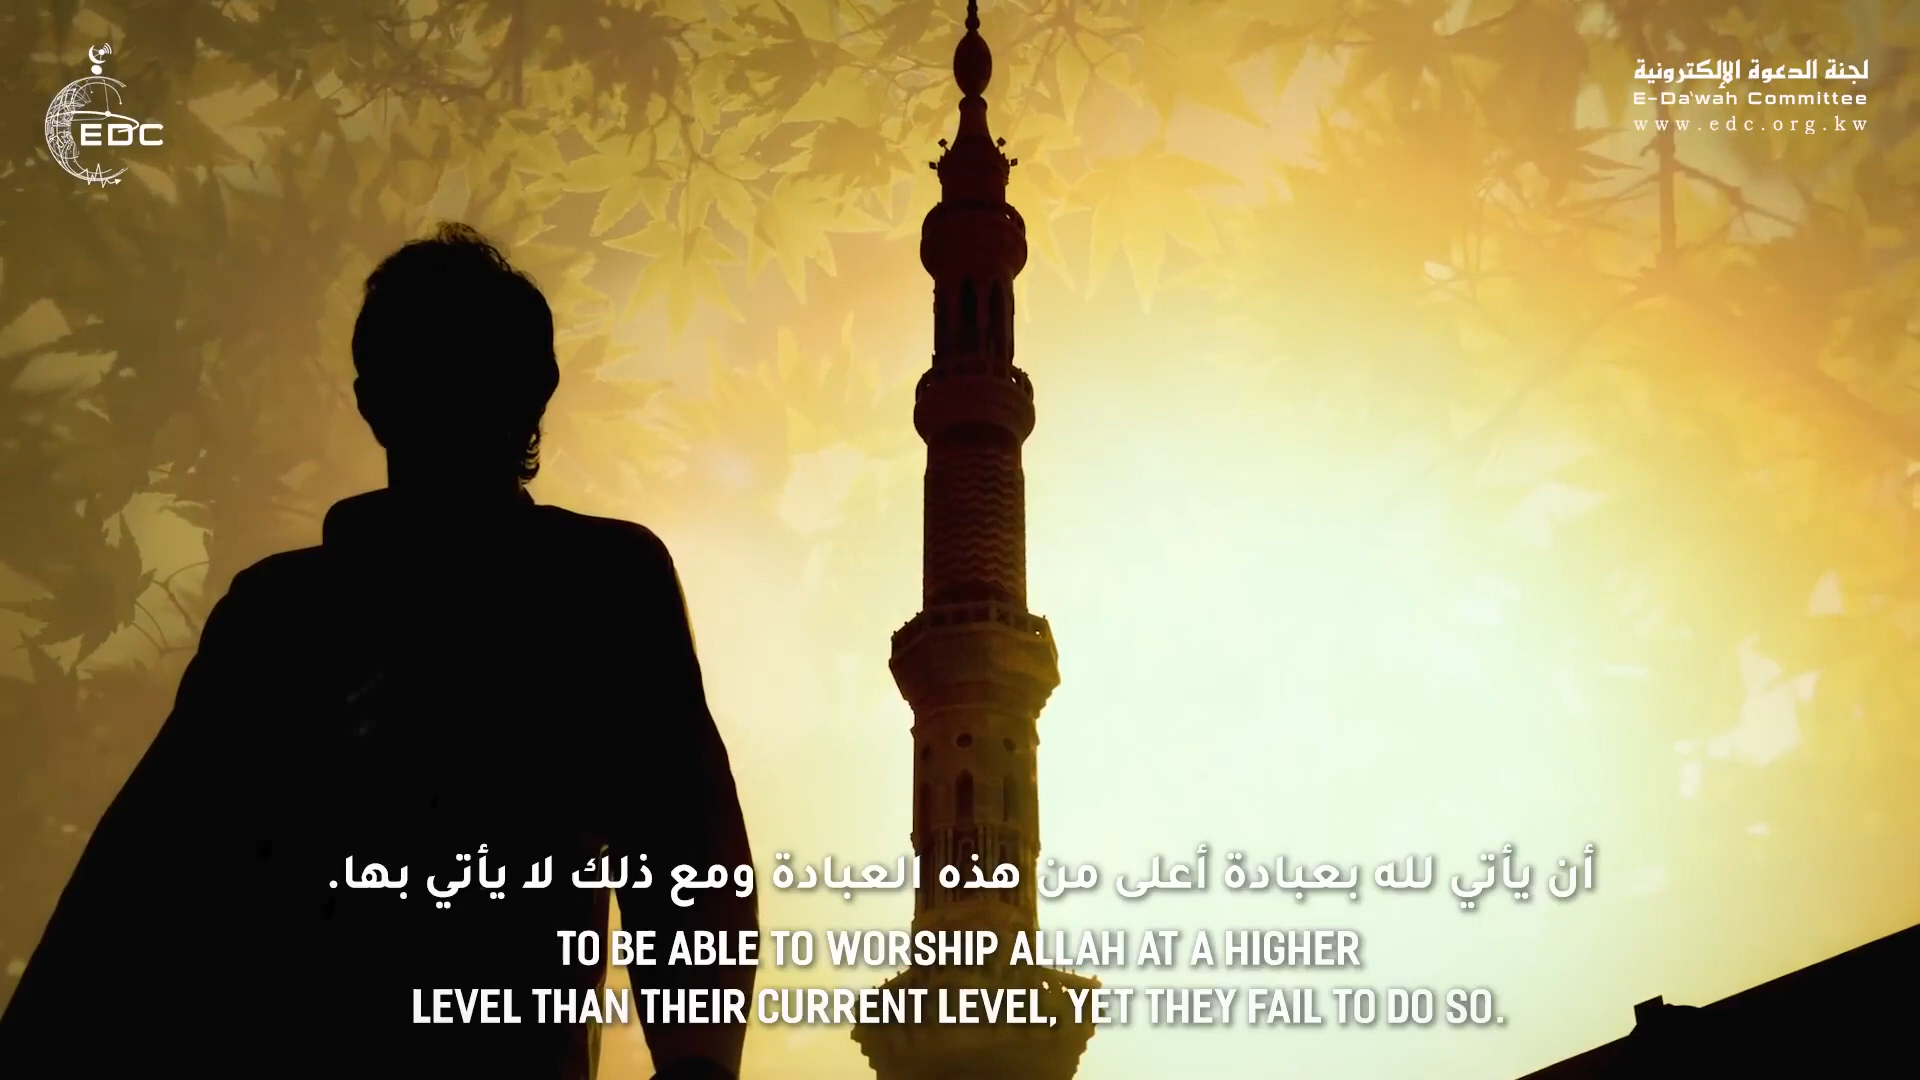 EDC
لجنة الدعوة الإلكترونية
E-Da'wah Committee
www.edc.org.kw
أن يأتي لله بعبادة أعلى من هذه العبادة ومع ذلك لا يأتي بها.
TO BE ABLE TO WORSHIP ALLAH AT A HIGHER
LEVEL THAN THEIR CURRENT LEVEL, YET THEY FAIL TO DO SO.